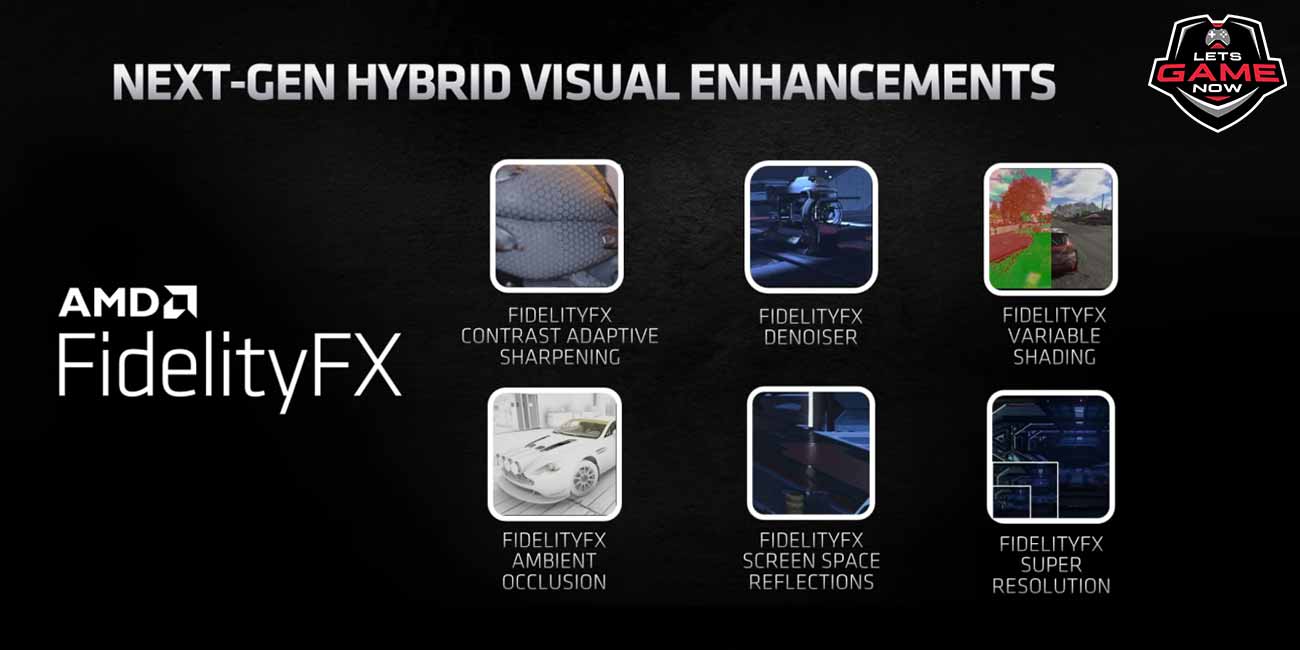 NEXT-GEN HYBRID VISUAL ENHANCEMENTS
LETS
GAME
NOW
AMD
FidelityFX
FIDELITYFX
CONTRAST ADAPTIVE
SHARPENING
FIDELITYFX
DENOISER
FIDELITYFX
VARIABLE
SHADING
FIDELITYFX
AMBIENT
OCCLUSION
FIDELITYFX
SCREEN SPACE
REFLECTIONS
FIDELITYFX
SUPER
RESOLUTION